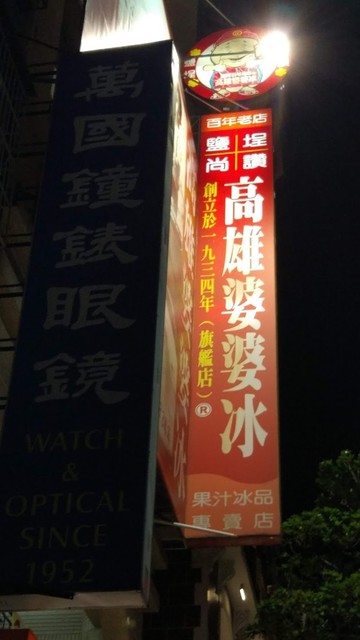 萬國鐘錶眼鏡
WATCH
&
OPTICAL
SINCE
1952
百年老店
鹽埕
尚讚
高雄婆婆冰
創立於一九三四年(旗艦店)®
果汁冰品
專賣店